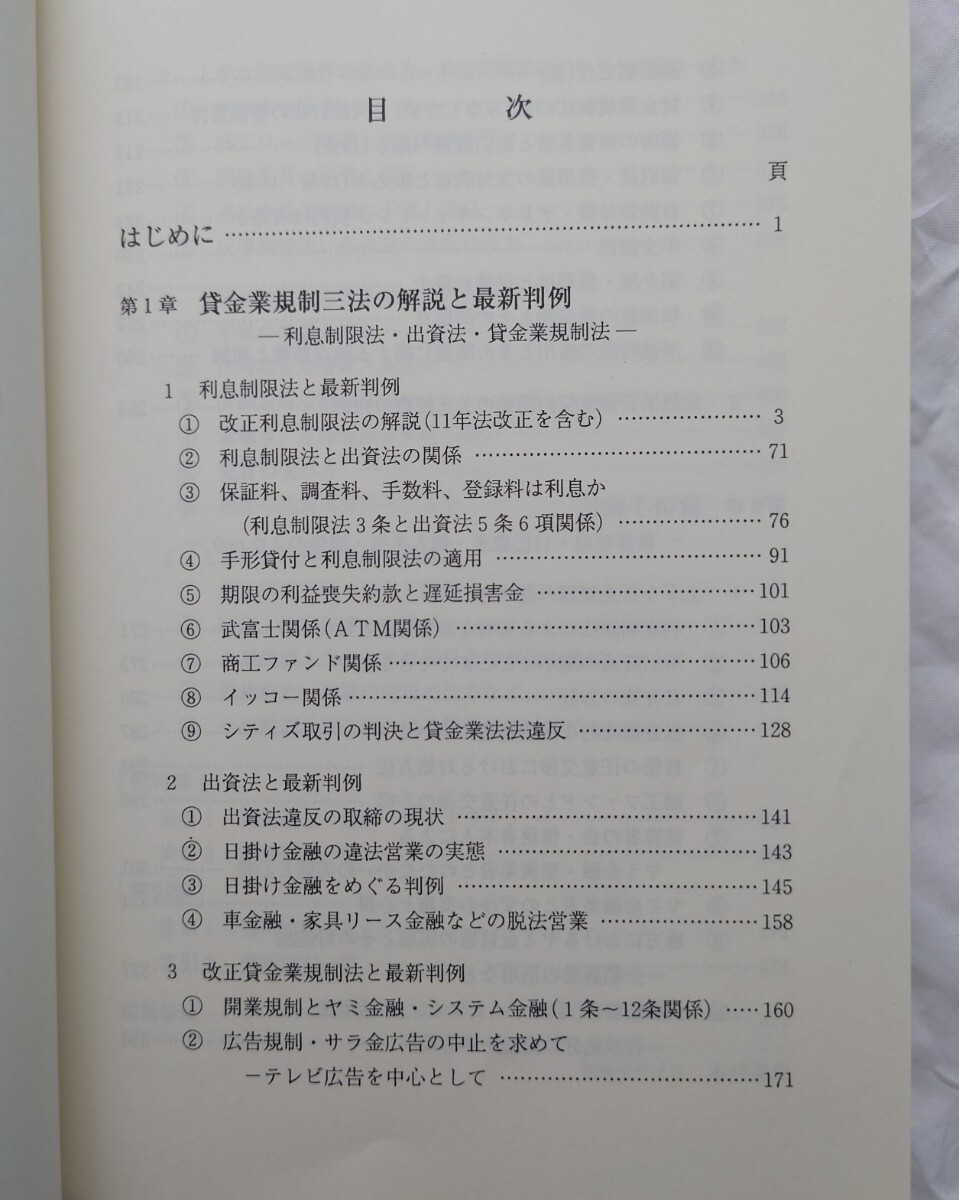 目　次
頁
はじめに …………………………………………………………… 1
第1章　貸金業規制三法の解説と最新判例
―利息制限法・出資法・貸金業規制法―
1　利息制限法と最新判例
①　改正利息制限法の解説(11年法改正を含む) ……………… 3
②　利息制限法と出資法の関係 ……………………………… 71
③　保証料、調査料、手数料、登録料は利息か
(利息制限法3条と出資法5条6項関係) ……………… 76
④　手形貸付と利息制限法の適用 …………………………… 91
⑤　期限の利益喪失約款と遅延損害金 ……………………… 101
⑥　武富士関係(ATM関係) ………………………………… 103
⑦　商工ファンド関係 ………………………………………… 106
⑧　イッコー関係 ……………………………………………… 114
⑨　シティズ取引の判決と貸金業法法違反 ………………… 128
2　出資法と最新判例
①　出資法違反の取締の現状 ………………………………… 141
②　日掛け金融の違法営業の実態 …………………………… 143
③　日掛け金融をめぐる判例 ………………………………… 145
④　車金融・家具リース金融などの脱法営業 ……………… 158
3　改正貸金業規制法と最新判例
①　開業規制とヤミ金融・システム金融(1条～12条関係) …… 160
②　広告規制・サラ金広告の中止を求めて
－テレビ広告を中心として ……………………………… 171